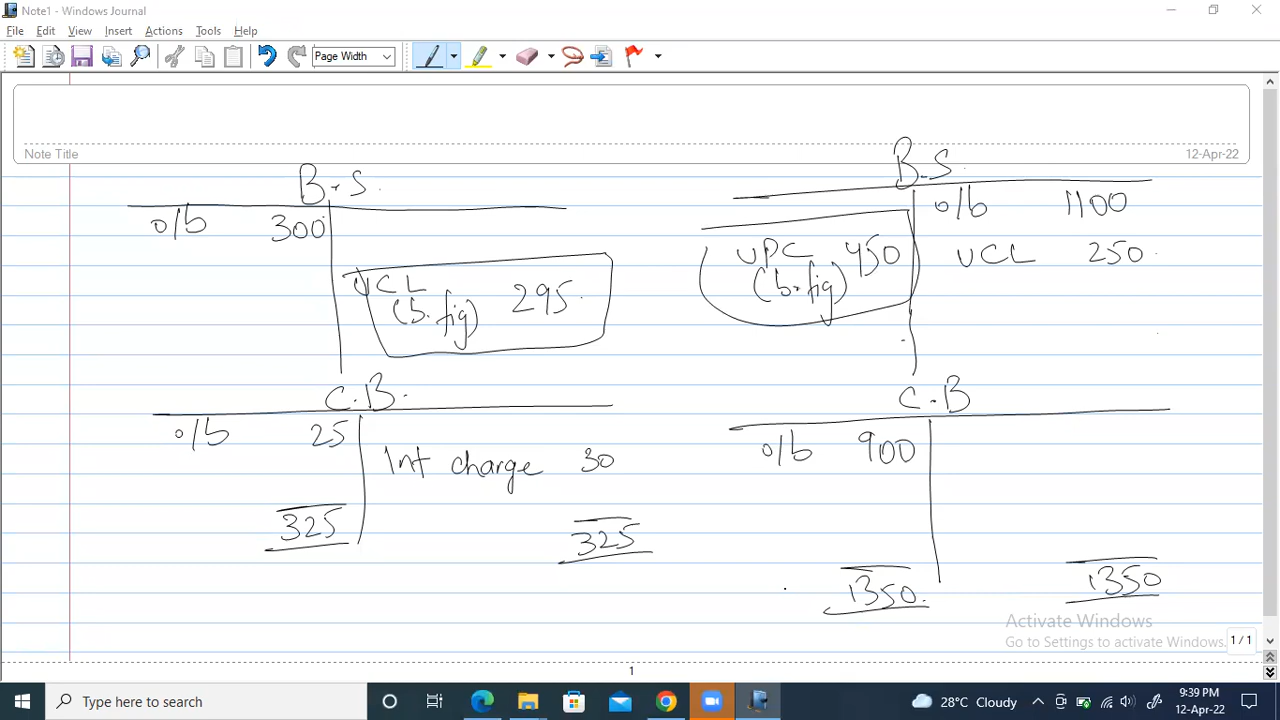 Note1 - Windows Journal
File Edit View Insert Actions Tools Help
Page Width
Note Title
12-Apr-22
B.S
o/b 300
UCL 295
(b.fig)
C.B.
o/b 25
Int charge 30
325 325
B.S
o/b 1100
UPC 450 UCL 250
(b.fig)
C.B
o/b 900
1350 1350
Activate Windows
Go to Settings to activate Windows.
1 / 1
1
Type here to search
28°C Cloudy
9:39 PM
12-Apr-22